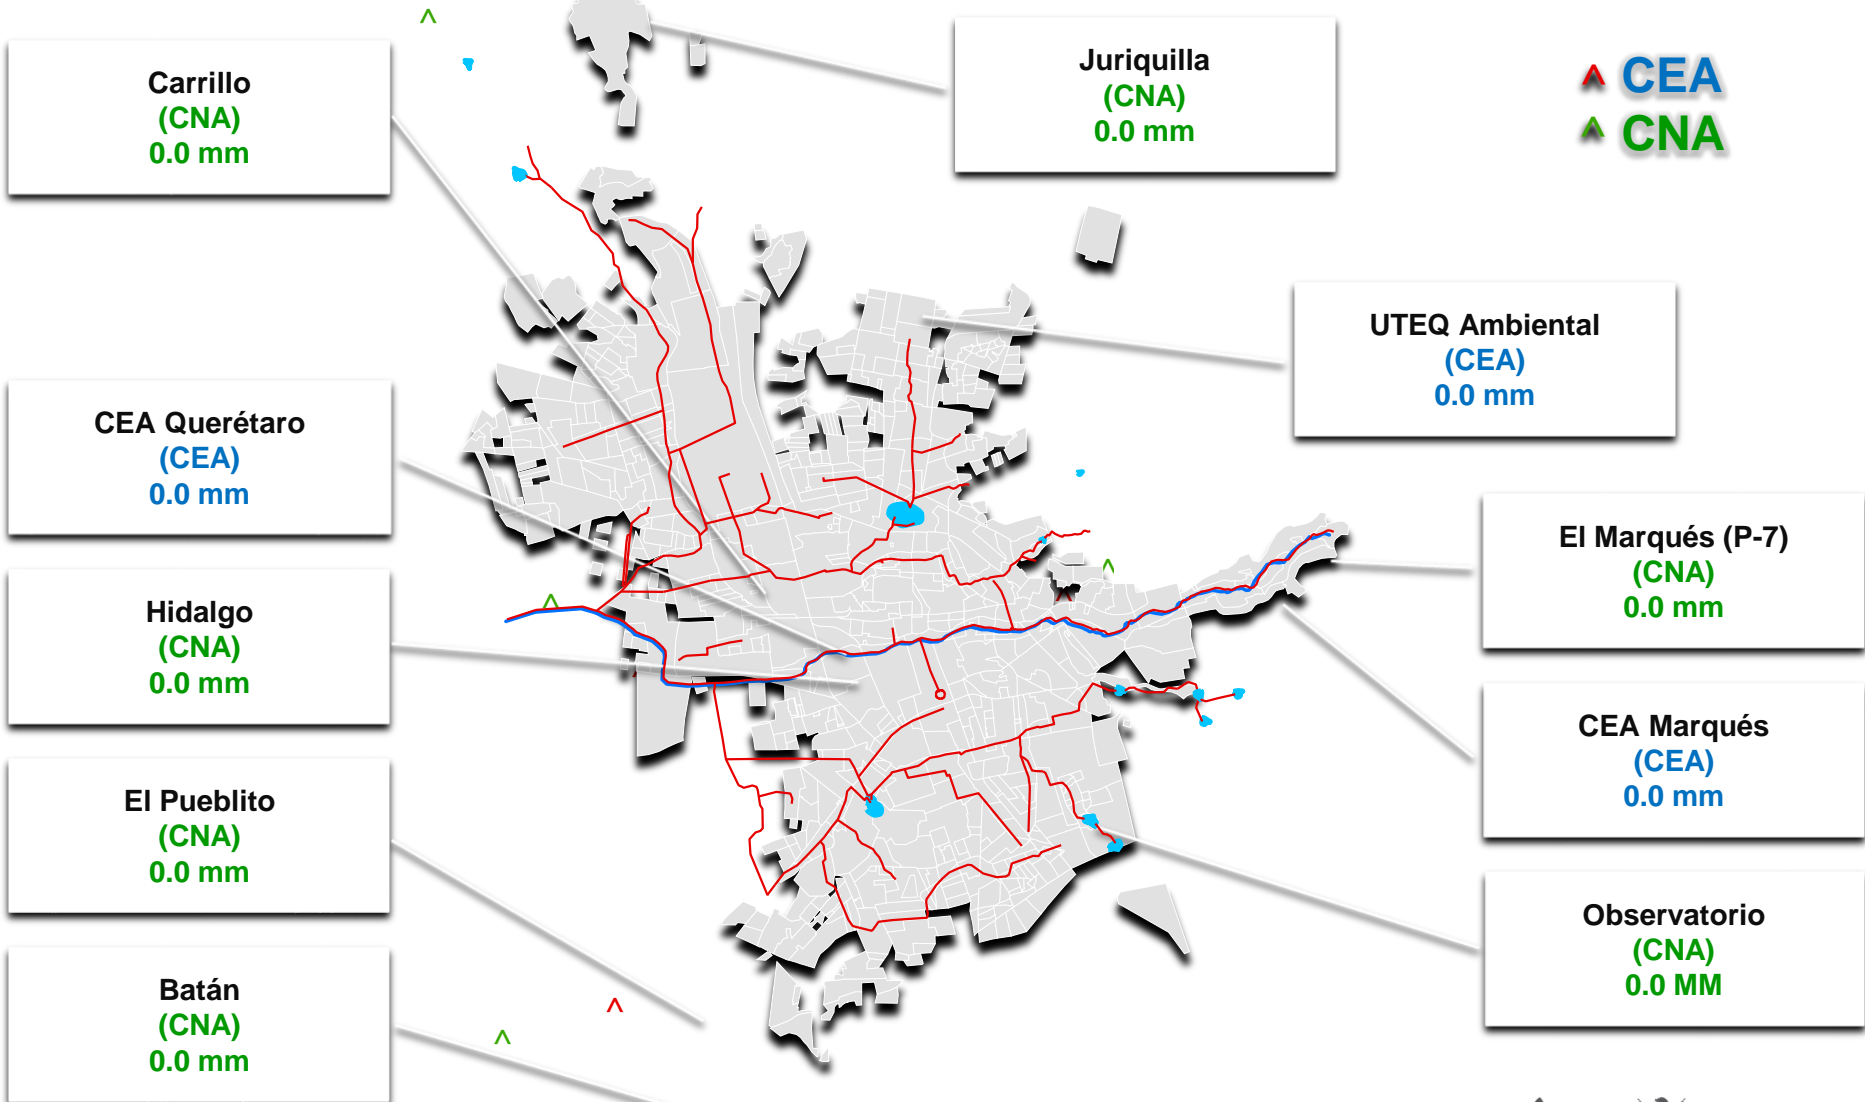 Carrillo
(CNA)
0.0 mm
Juriquilla
(CNA)
0.0 mm
CEA
CNA
UTEQ Ambiental
(CEA)
0.0 mm
CEA Querétaro
(CEA)
0.0 mm
El Marqués (P-7)
(CNA)
0.0 mm
Hidalgo
(CNA)
0.0 mm
CEA Marqués
(CEA)
0.0 mm
El Pueblito
(CNA)
0.0 mm
Observatorio
(CNA)
0.0 MM
Batán
(CNA)
0.0 mm